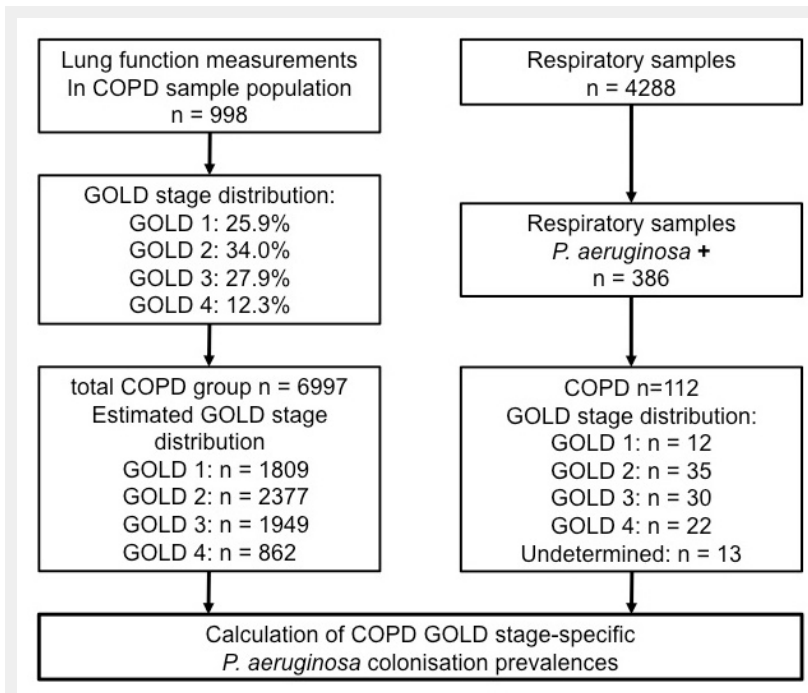 Lung function measurements
In COPD sample population
n = 998
GOLD stage distribution:
GOLD 1: 25.9%
GOLD 2: 34.0%
GOLD 3: 27.9%
GOLD 4: 12.3%
total COPD group n = 6997
Estimated GOLD stage
distribution
GOLD 1: n = 1809
GOLD 2: n = 2377
GOLD 3: n = 1949
GOLD 4: n = 862
Respiratory samples
n = 4288
Respiratory samples
P. aeruginosa +
n = 386
COPD n=112
GOLD stage distribution:
GOLD 1: n = 12
GOLD 2: n = 35
GOLD 3: n = 30
GOLD 4: n = 22
Undetermined: n = 13
Calculation of COPD GOLD stage-specific
P. aeruginosa colonisation prevalences